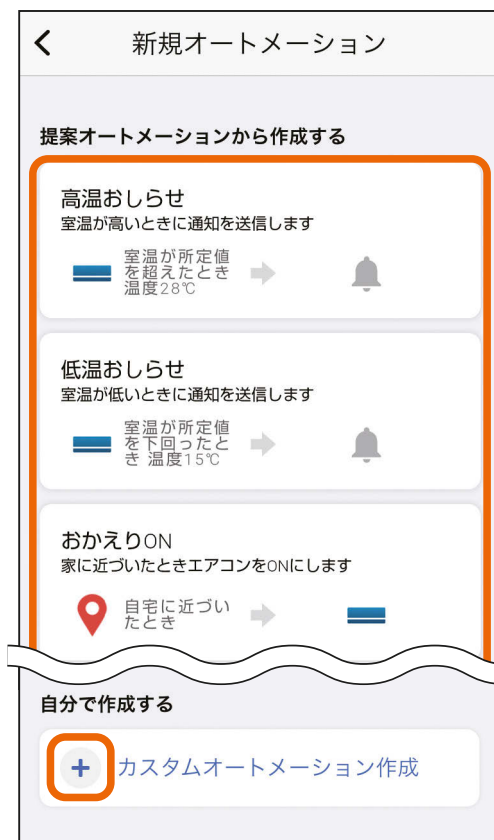 新規オートメーション
提案オートメーションから作成する
高温おしらせ
室温が高いときに通知を送信します
室温が所定値
を超えたとき
温度28℃
低温おしらせ
室温が低いときに通知を送信します
室温が所定値
を下回ったと
き 温度15℃
おかえりON
家に近づいたときエアコンをONにします
自宅に近づい
たとき
自分で作成する
カスタムオートメーション作成